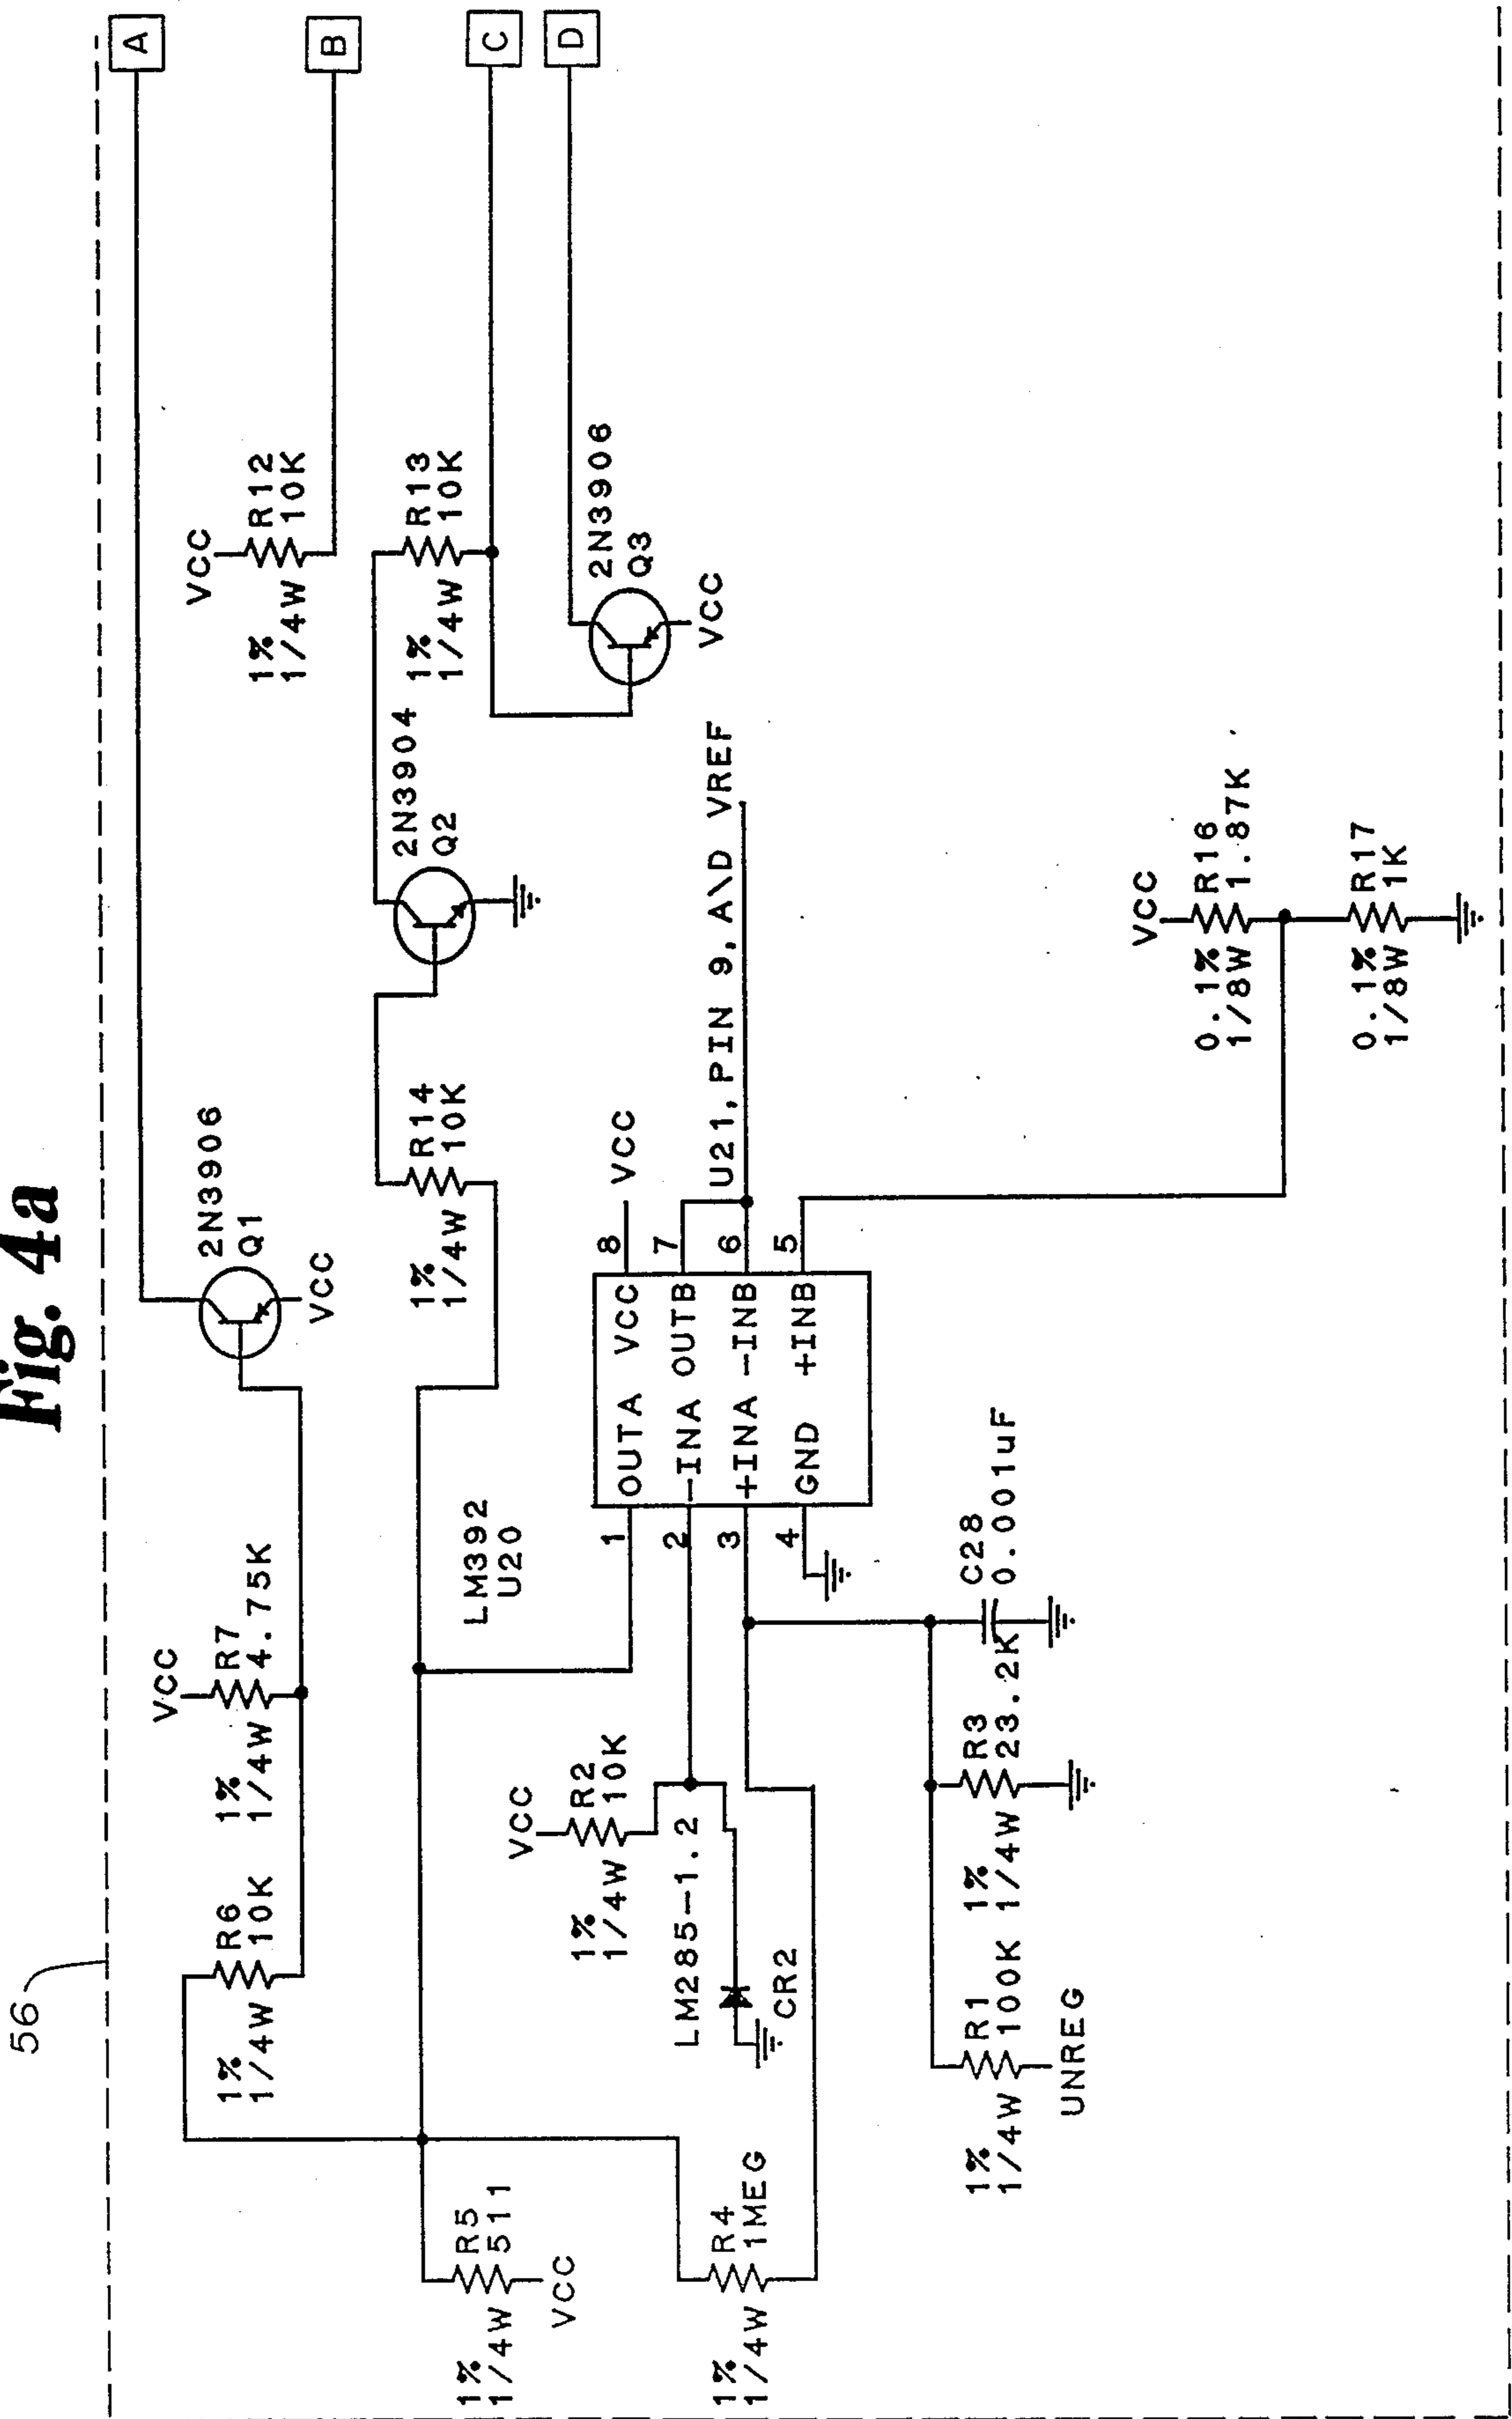 Fig. 4a
56
A
B
C
D
2N3906
Q1
VCC
VCC
1% R7
1/4W 4.75K
1% R6
1/4W 10K
VCC
1% R12
1/4W 10K
2N3904
Q2
1% R13
1/4W 10K
1% R14
1/4W 10K
2N3906
Q3
VCC
LM392
U20
1% R5
1/4W 511
VCC
VCC
1% R2
1/4W 10K
LM285-1.2
CR2
1 OUTA VCC 8 VCC
2 -INA OUTB 7
3 +INA -INB 6
4 GND +INB 5
U21, PIN 9, A\D VREF
1% R4
1/4W 1MEG
1% R1
1/4W 100K
UNREG
1% R3
1/4W 23.2K
C28
0.001uF
VCC
0.1% R16
1/8W 1.87K
0.1% R17
1/8W 1K